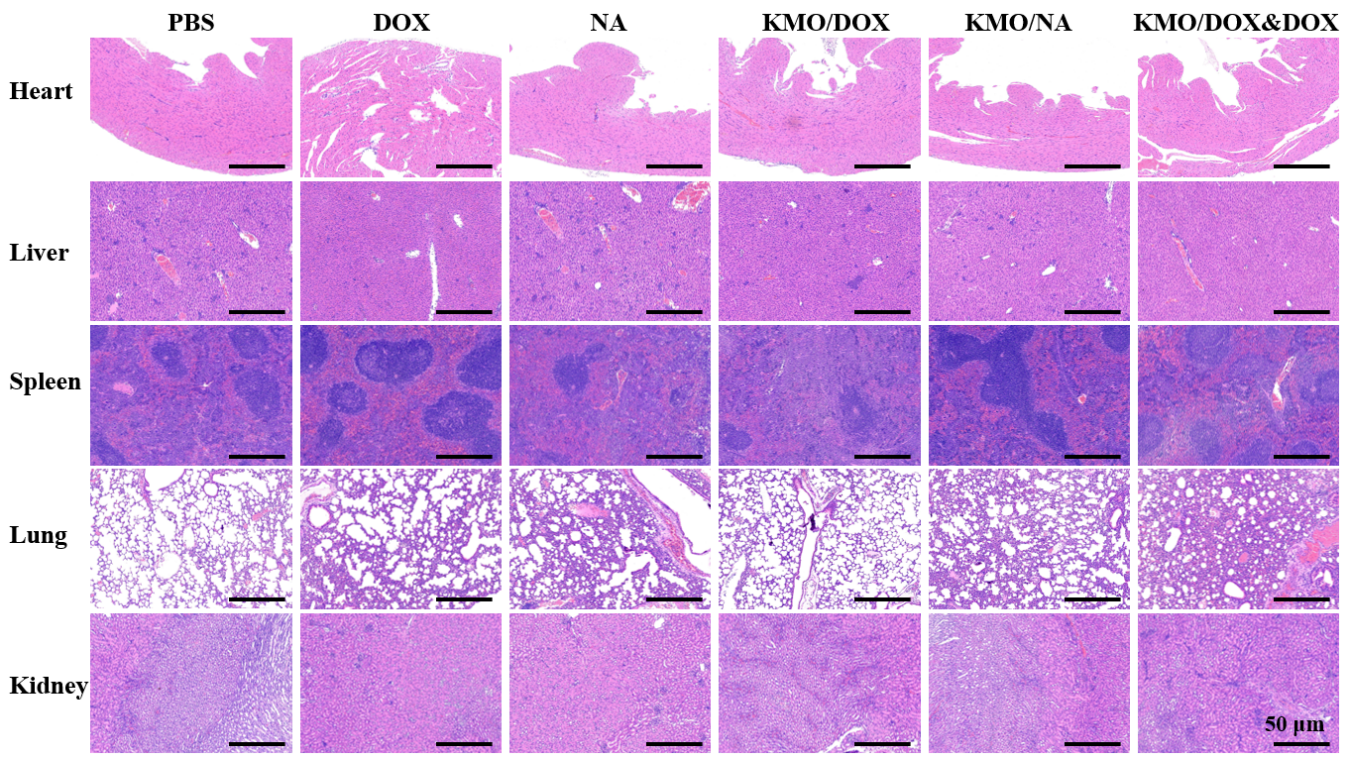 PBS DOX NA KMO/DOX KMO/NA KMO/DOX&DOX
Heart
Liver
Spleen
Lung
Kidney
50 µm